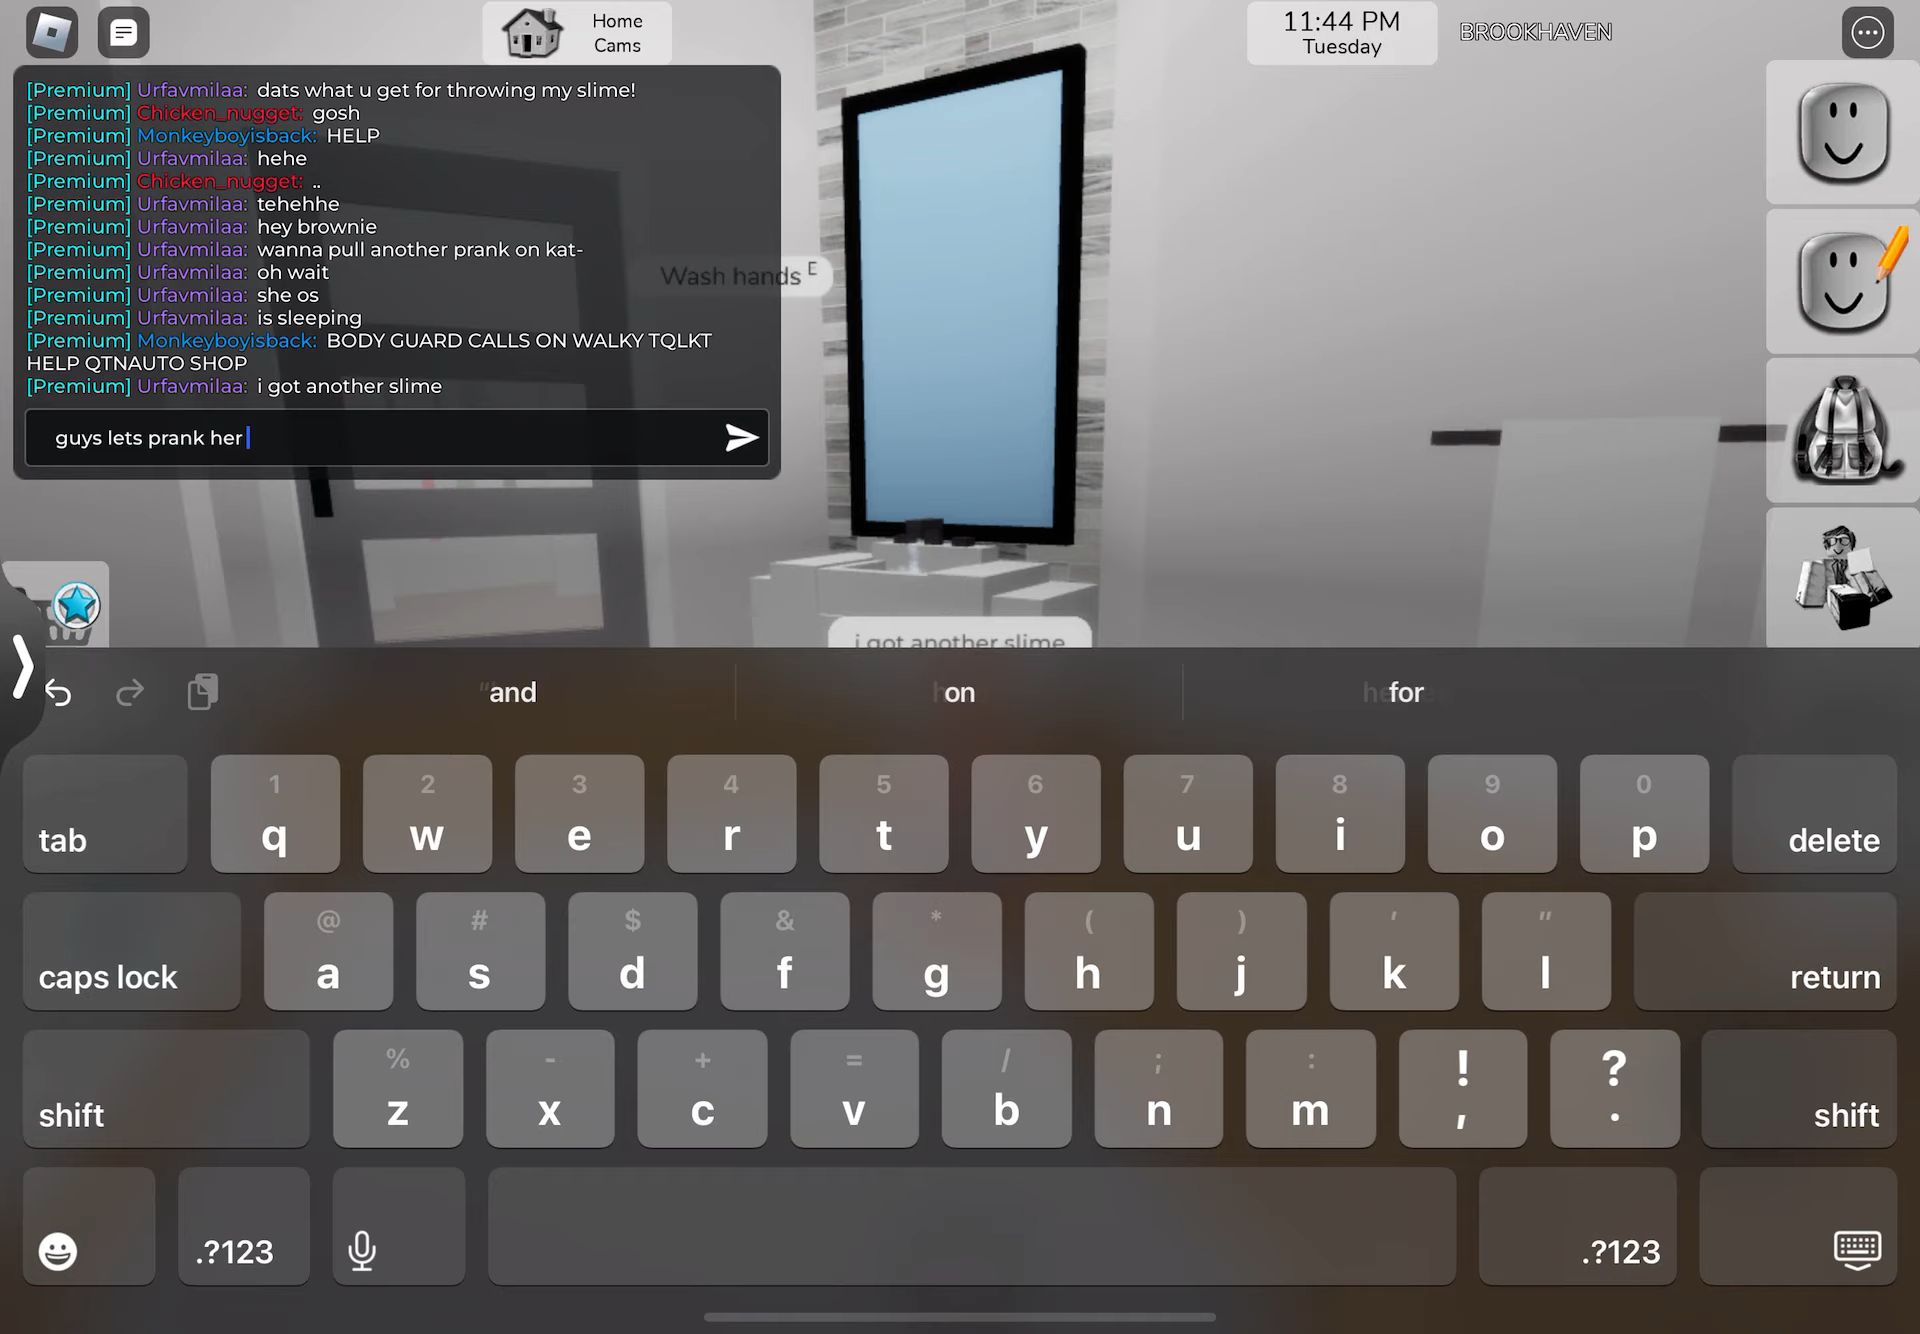 Home
Cams
11:44 PM
Tuesday
BROOKHAVEN
[Premium] Urfavmilaa: dats what u get for throwing my slime!
[Premium] Chicken_nugget: gosh
[Premium] Monkeyboyisback: HELP
[Premium] Urfavmilaa: hehe
[Premium] Chicken_nugget: ..
[Premium] Urfavmilaa: tehehhe
[Premium] Urfavmilaa: hey brownie
[Premium] Urfavmilaa: wanna pull another prank on kat-
[Premium] Urfavmilaa: oh wait
[Premium] Urfavmilaa: she os
[Premium] Urfavmilaa: is sleeping
[Premium] Monkeyboyisback: BODY GUARD CALLS ON WALKY TQLKT
HELP QTNAUTO SHOP
[Premium] Urfavmilaa: i got another slime
guys lets prank her
Wash hands E
i got another slime
and on for
1 2 3 4 5 6 7 8 9 0
tab q w e r t y u i o p delete
@ # $ & * ( ) ' "
caps lock a s d f g h j k l return
% - + = / ; : ! ?
shift z x c v b n m , . shift
.?123 .?123